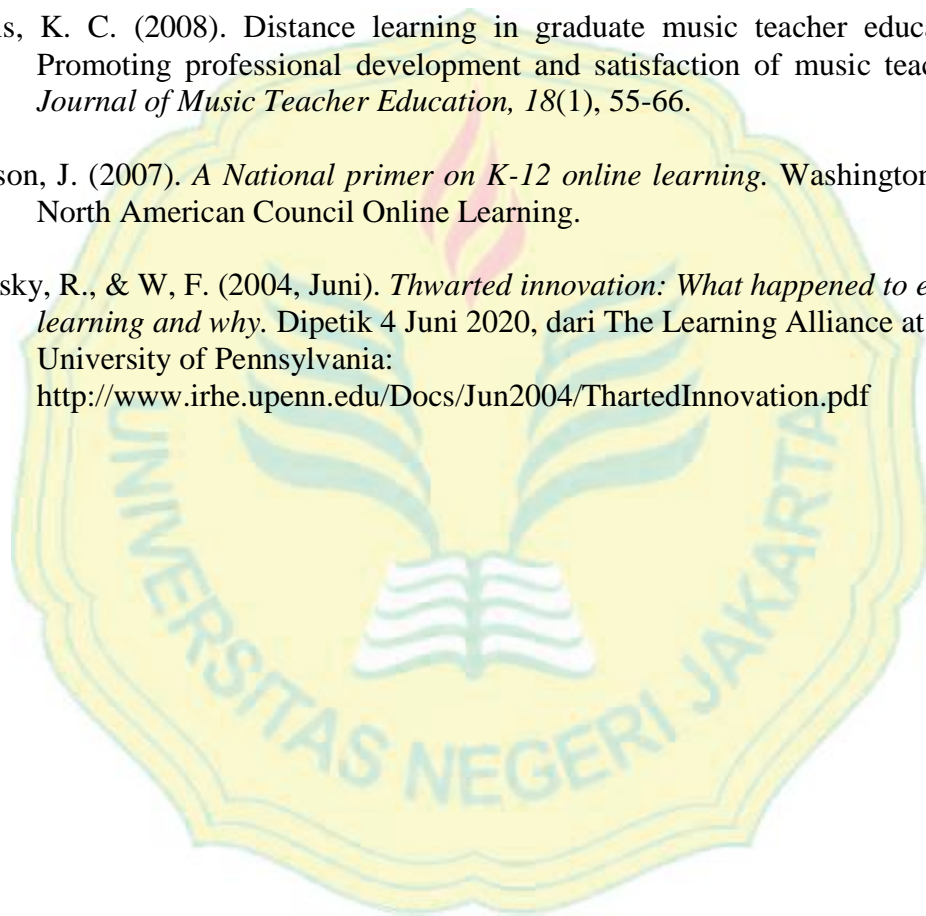 s, K. C. (2008). Distance learning in graduate music teacher educa
Promoting professional development and satisfaction of music teac
Journal of Music Teacher Education, 18(1), 55-66.
son, J. (2007). A National primer on K-12 online learning. Washington
North American Council Online Learning.
sky, R., & W, F. (2004, Juni). Thwarted innovation: What happened to e
learning and why. Dipetik 4 Juni 2020, dari The Learning Alliance at
University of Pennsylvania:
http://www.irhe.upenn.edu/Docs/Jun2004/ThartedInnovation.pdf
UNIVERSITAS NEGERI JAKARTA